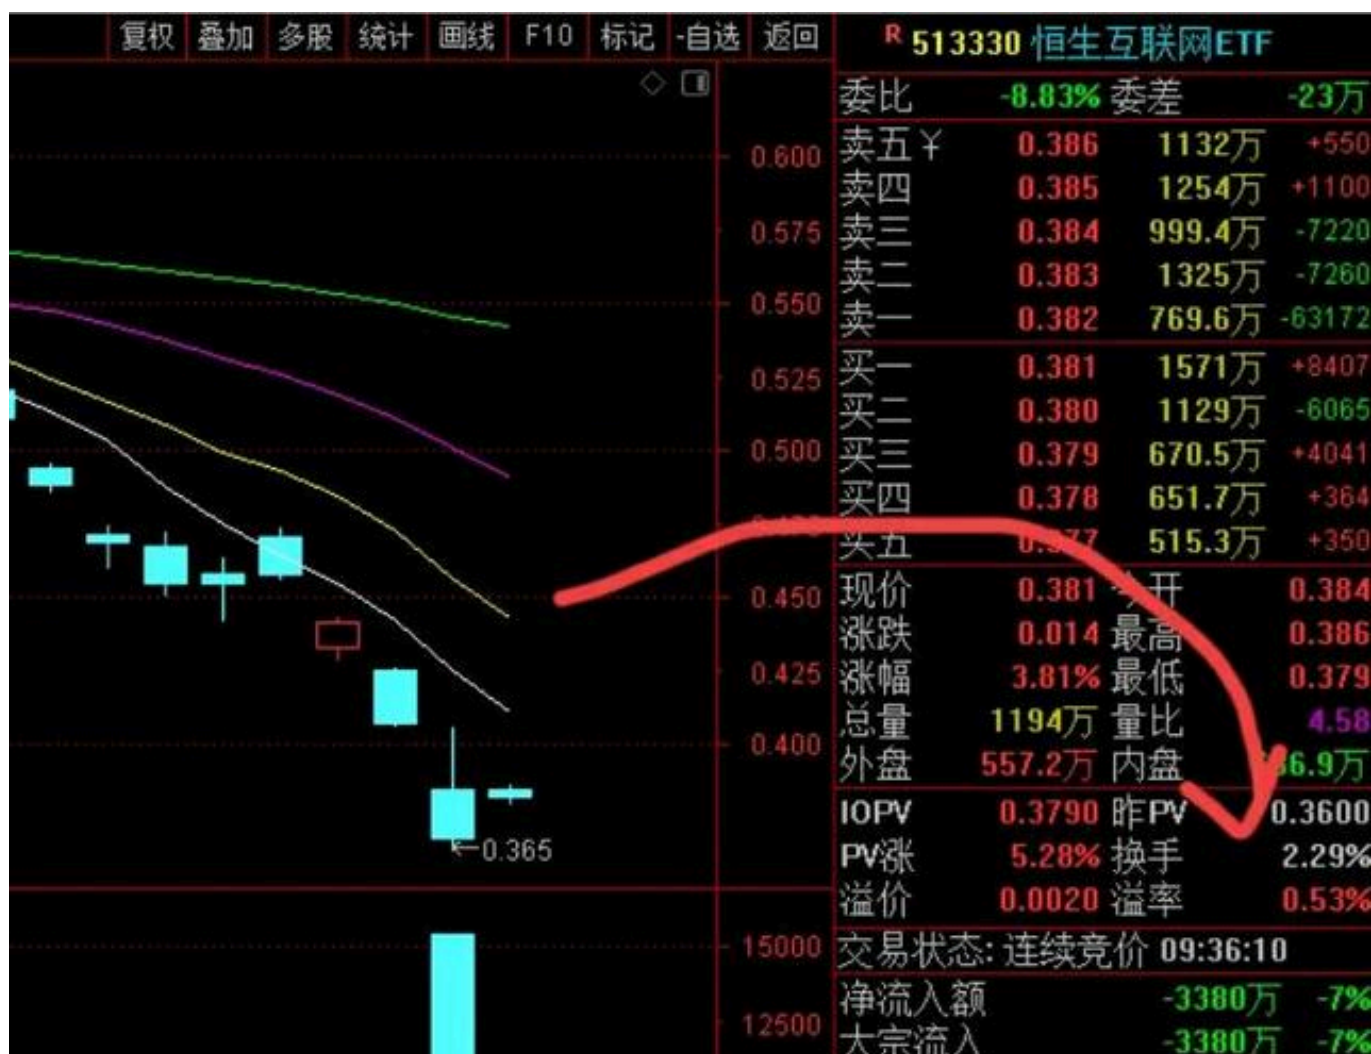 复权 叠加 多股 统计 画线 F10 标记 -自选 返回
R 513330 恒生互联网ETF
委比 -8.83% 委差 -23万
卖五¥ 0.386 1132万 +550
卖四 0.385 1254万 +1100
卖三 0.384 999.4万 -7220
卖二 0.383 1325万 -7260
卖一 0.382 769.6万 -63172
买一 0.381 1571万 +8407
买二 0.380 1129万 -6065
买三 0.379 670.5万 +4041
买四 0.378 651.7万 +364
买五 0.377 515.3万 +350
现价 0.381 今开 0.384
涨跌 0.014 最高 0.386
涨幅 3.81% 最低 0.379
总量 1194万 量比 4.58
外盘 557.2万 内盘 36.9万
IOPV 0.3790 昨PV 0.3600
PV涨 5.28% 换手 2.29%
溢价 0.0020 溢率 0.53%
交易状态: 连续竞价 09:36:10
净流入额 -3380万 -7%
大宗流入 -3380万 -7%
0.600
0.575
0.550
0.525
0.500
0.450
0.425
0.400
←0.365
15000
12500